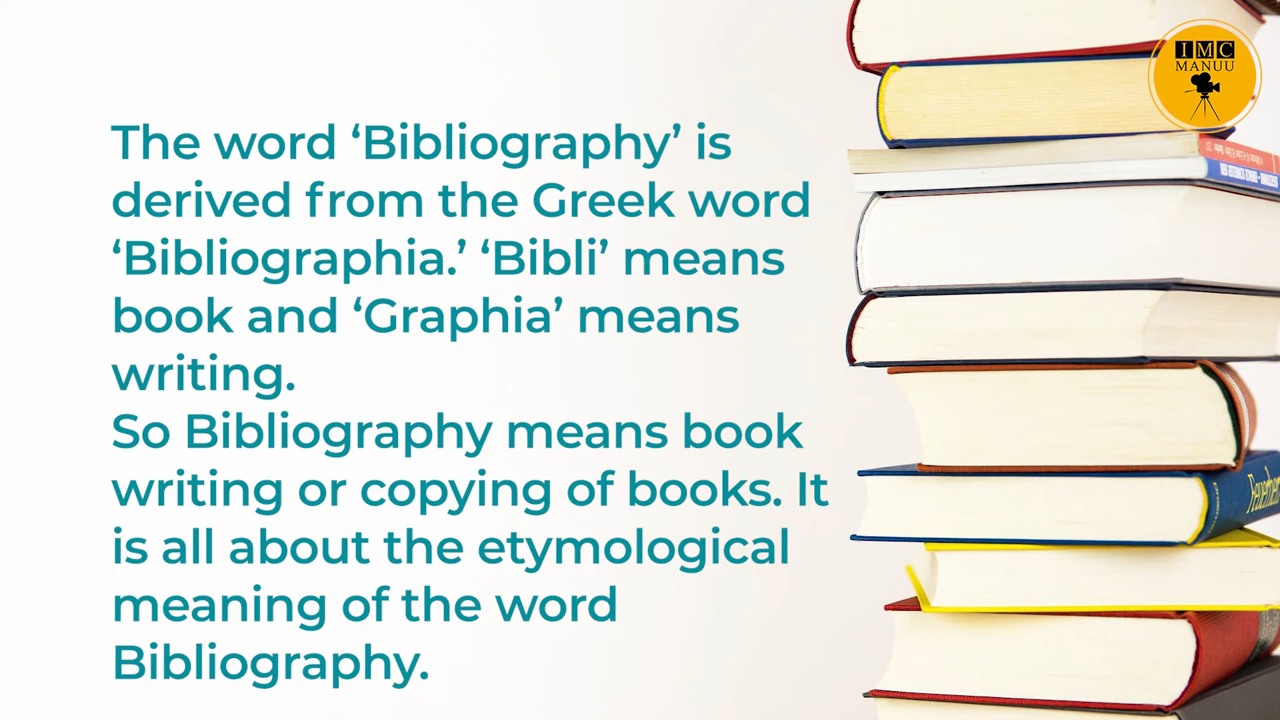 The word ‘Bibliography’ is
derived from the Greek word
‘Bibliographia.’ ‘Bibli’ means
book and ‘Graphia’ means
writing.
So Bibliography means book
writing or copying of books. It
is all about the etymological
meaning of the word
Bibliography.
IMC
MANUU